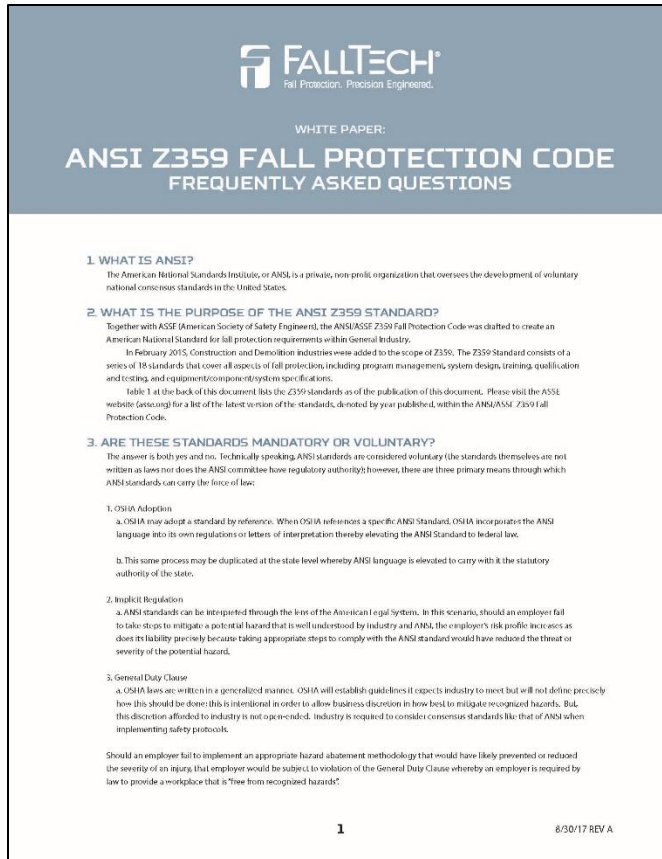 FALLTECH®
Fall Protection. Precision Engineered.
WHITE PAPER:
ANSI Z359 FALL PROTECTION CODE
FREQUENTLY ASKED QUESTIONS
1. WHAT IS ANSI?
The American National Standards Institute, or ANSI, is a private, non-profit organization that oversees the development of voluntary
national consensus standards in the United States.
2. WHAT IS THE PURPOSE OF THE ANSI Z359 STANDARD?
Together with ASSE (American Society of Safety Engineers), the ANSI/ASSE Z359 Fall Protection Code was drafted to create an
American National Standard for fall protection requirements within General Industry.
In February 2015, Construction and Demolition industries were added to the scope of Z359. The Z359 Standard consists of a
series of 18 standards that cover all aspects of fall protection, including program management, system design, training, qualification
and testing, and equipment/component/system specifications.
Table 1 at the back of this document lists the Z359 standards as of the publication of this document. Please visit the ASSE
website (asse.org) for a list of the latest version of the standards, denoted by year published, within the ANSI/ASSE Z359 Fall
Protection Code.
3. ARE THESE STANDARDS MANDATORY OR VOLUNTARY?
The answer is both yes and no. Technically speaking, ANSI standards are considered voluntary (the standards themselves are not
written as laws nor does the ANSI committee have regulatory authority); however, there are three primary means through which
ANSI standards can carry the force of law:
1. OSHA Adoption
a. OSHA may adopt a standard by reference. When OSHA references a specific ANSI Standard, OSHA incorporates the ANSI
language into its own regulations or letters of interpretation thereby elevating the ANSI Standard to federal law.
b. This same process may be duplicated at the state level whereby ANSI language is elevated to carry with it the statutory
authority of the state.
2. Implicit Regulation
a. ANSI standards can be interpreted through the lens of the American Legal System. In this scenario, should an employer fail
to take steps to mitigate a potential hazard that is well understood by industry and ANSI, the employer's risk profile increases as
does its liability precisely because taking appropriate steps to comply with the ANSI standard would have reduced the threat or
severity of the potential hazard.
3. General Duty Clause
a. OSHA laws are written in a generalized manner. OSHA will establish guidelines it expects industry to meet but will not define precisely
how this should be done; this is intentional in order to allow business discretion in how best to mitigate recognized hazards. But,
this discretion afforded to industry is not open-ended. Industry is required to consider consensus standards like that of ANSI when
implementing safety protocols.
Should an employer fail to implement an appropriate hazard abatement methodology that would have likely prevented or reduced
the severity of an injury, that employer would be subject to violation of the General Duty Clause whereby an employer is required by
law to provide a workplace that is "free from recognized hazards".
1
8/30/17 REV A